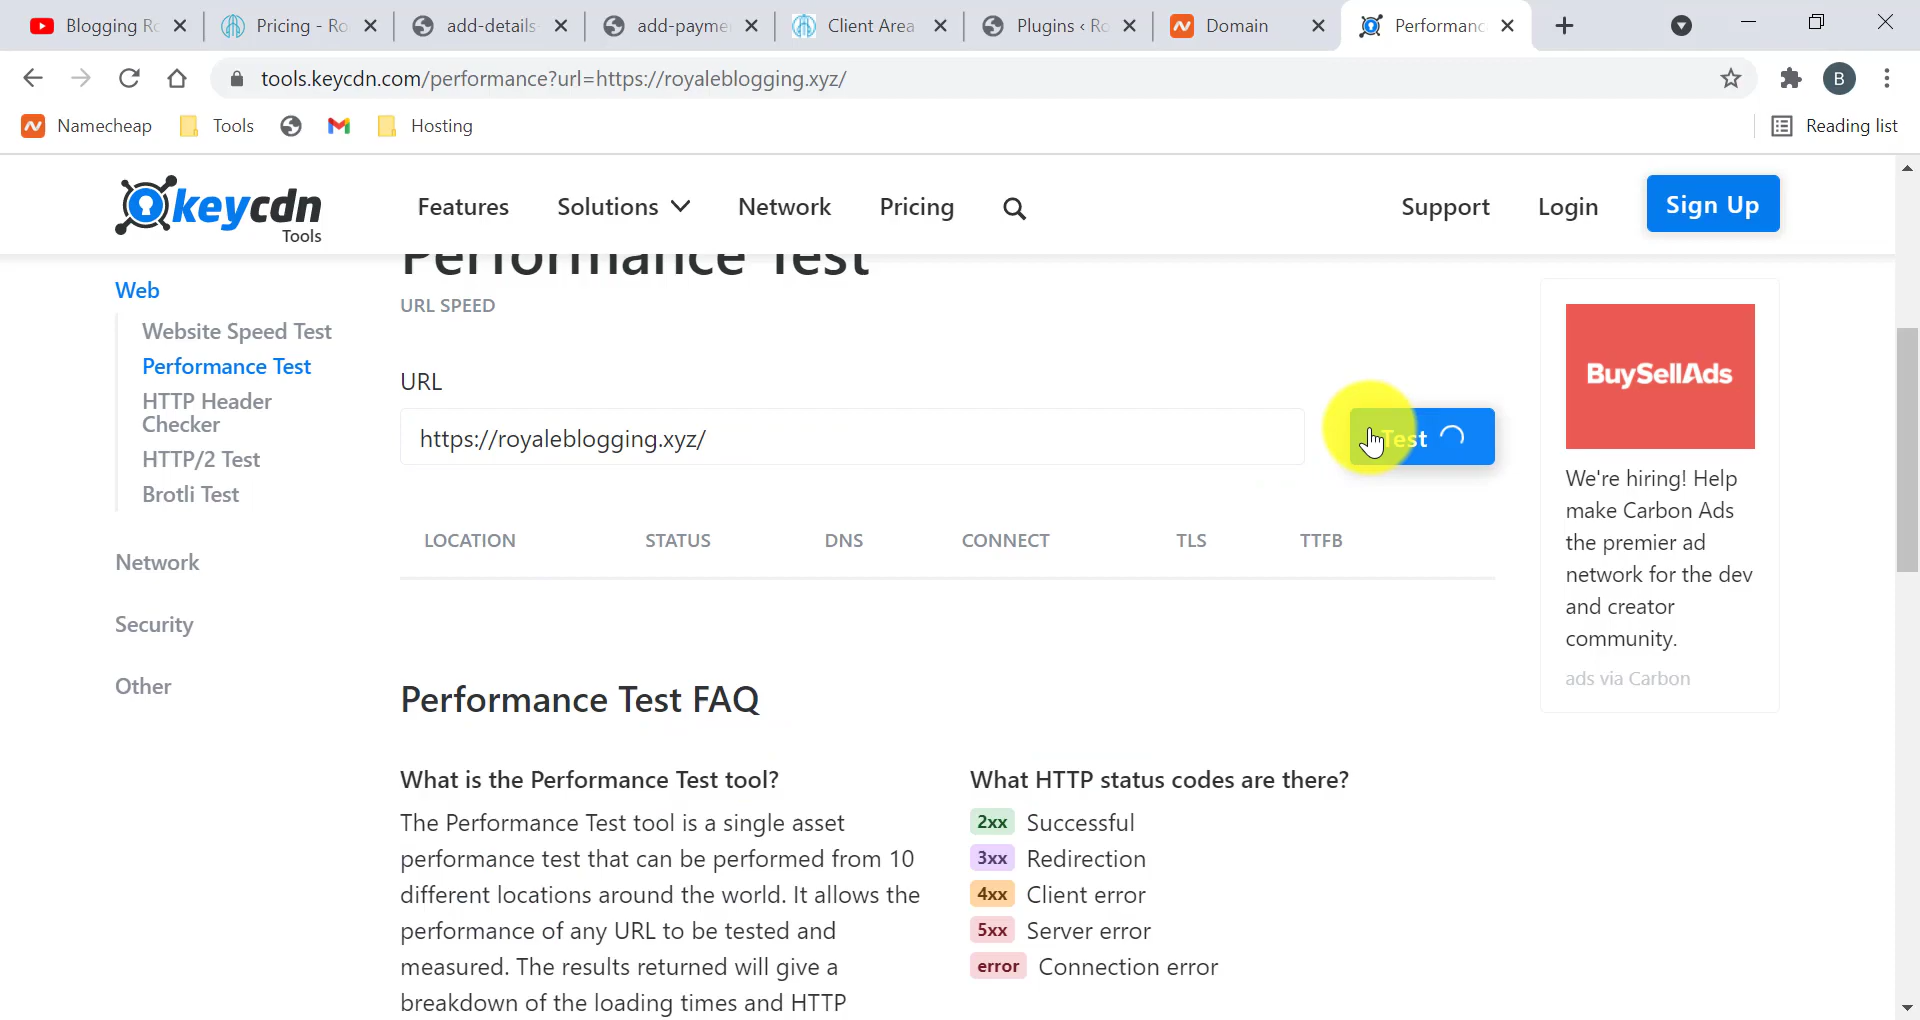 Blogging Ro
Pricing - Ro
add-details-
add-paymen
Client Area
Plugins ‹ Ro
Domain
Performanc
tools.keycdn.com/performance?url=https://royaleblogging.xyz/
B
Namecheap
Tools
Hosting
Reading list
keycdn
Tools
Features
Solutions
Network
Pricing
Support
Login
Sign Up
Performance Test
URL SPEED
Web
Website Speed Test
Performance Test
HTTP Header
Checker
HTTP/2 Test
Brotli Test
Network
Security
Other
URL
https://royaleblogging.xyz/
Test
LOCATION STATUS DNS CONNECT TLS TTFB
BuySellAds
We're hiring! Help
make Carbon Ads
the premier ad
network for the dev
and creator
community.
ads via Carbon
Performance Test FAQ
What is the Performance Test tool?
The Performance Test tool is a single asset
performance test that can be performed from 10
different locations around the world. It allows the
performance of any URL to be tested and
measured. The results returned will give a
breakdown of the loading times and HTTP
What HTTP status codes are there?
2xx Successful
3xx Redirection
4xx Client error
5xx Server error
error Connection error